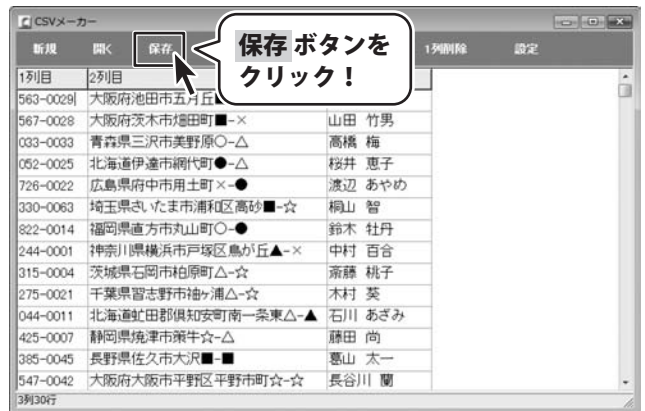 CSVメーカー
新規 開く 保存 1列削除 設定
保存 ボタンを
クリック！
1列目 2列目
563-0029 大阪府池田市五月丘
567-0028 大阪府茨木市畑田町■-× 山田 竹男
033-0033 青森県三沢市美野原○-△ 高橋 梅
052-0025 北海道伊達市網代町●-△ 桜井 恵子
726-0022 広島県府中市用土町×-● 渡辺 あやめ
330-0063 埼玉県さいたま市浦和区高砂■-☆ 桐山 智
822-0014 福岡県直方市丸山町○-● 鈴木 牡丹
244-0001 神奈川県横浜市戸塚区鳥が丘▲-× 中村 百合
315-0004 茨城県石岡市柏原町△-☆ 斎藤 桃子
275-0021 千葉県習志野市袖ヶ浦△-☆ 木村 葵
044-0011 北海道虻田郡倶知安町南一条東△-▲ 石川 あざみ
425-0007 静岡県焼津市策牛☆-△ 藤田 尚
385-0045 長野県佐久市大沢■-■ 葛山 太一
547-0042 大阪府大阪市平野区平野市町☆-☆ 長谷川 蘭
3列30行